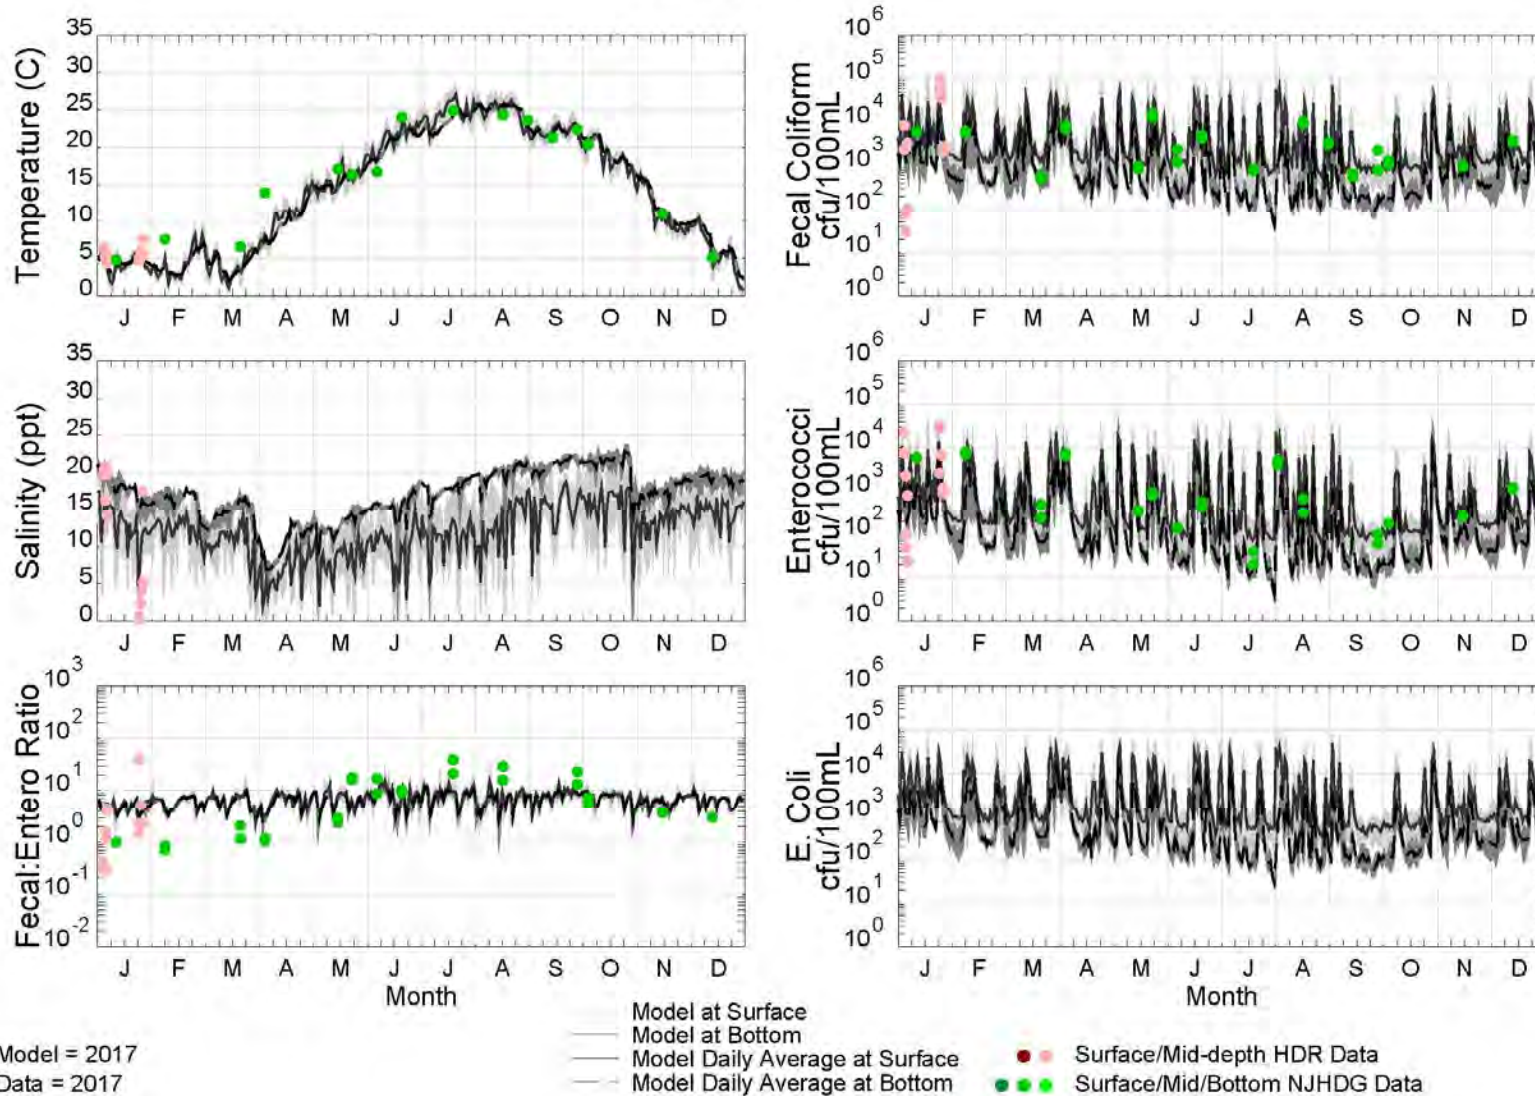 Temperature (C)
35
30
25
20
15
10
5
0
J F M A M J J A S O N D
Fecal Coliform
cfu/100mL
10^6
10^5
10^4
10^3
10^2
10^1
10^0
J F M A M J J A S O N D
Salinity (ppt)
35
30
25
20
15
10
5
0
J F M A M J J A S O N D
Enterococci
cfu/100mL
10^6
10^5
10^4
10^3
10^2
10^1
10^0
J F M A M J J A S O N D
Fecal:Entero Ratio
10^3
10^2
10^1
10^0
10^-1
10^-2
J F M A M J J A S O N D
Month
E. Coli
cfu/100mL
10^6
10^5
10^4
10^3
10^2
10^1
10^0
J F M A M J J A S O N D
Month
Model = 2017
Data = 2017
Model at Surface
Model at Bottom
Model Daily Average at Surface
Model Daily Average at Bottom
Surface/Mid-depth HDR Data
Surface/Mid/Bottom NJHDG Data